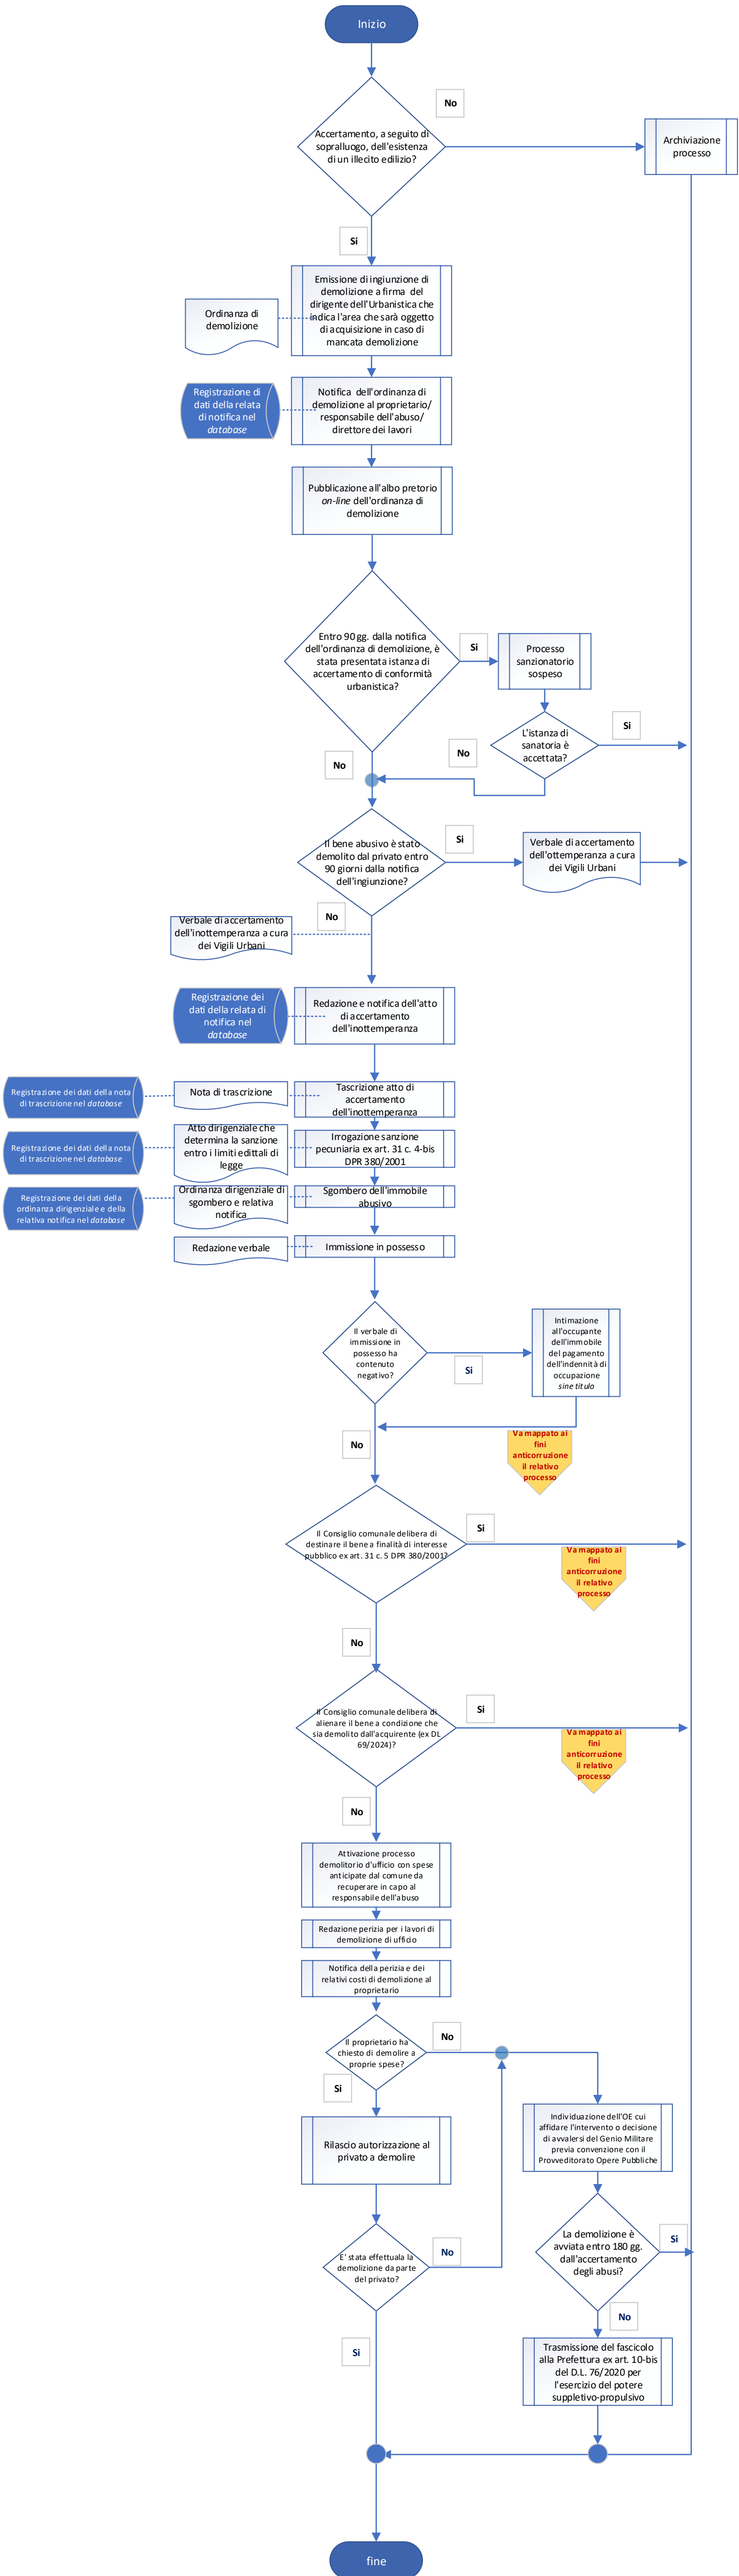 Inizio
No
Accertamento, a seguito di
sopralluogo, dell'esistenza
di un illecito edilizio?
Archiviazione
processo
Si
Emissione di ingiunzione di
demolizione a firma del
dirigente dell'Urbanistica che
indica l'area che sarà oggetto
di acquisizione in caso di
mancata demolizione
Ordinanza di
demolizione
Registrazione di
dati della relata
di notifica nel
database
Notifica dell'ordinanza di
demolizione al proprietario/
responsabile dell'abuso/
direttore dei lavori
Pubblicazione all'albo pretorio
on-line dell'ordinanza di
demolizione
Entro 90 gg. dalla notifica
dell'ordinanza di demolizione, è
stata presentata istanza di
accertamento di conformità
urbanistica?
Si
Processo
sanzionatorio
sospeso
L'istanza di
sanatoria è
accettata?
Si
No
No
Il bene abusivo è stato
demolito dal privato entro
90 giorni dalla notifica
dell'ingiunzione?
Si
Verbale di accertamento
dell'ottemperanza a cura
dei Vigili Urbani
No
Verbale di accertamento
dell'inottemperanza a cura
dei Vigili Urbani
Registrazione dei
dati della relata di
notifica nel
database
Redazione e notifica dell'atto
di accertamento
dell'inottemperanza
Registrazione dei dati della nota
di trascrizione nel database
Nota di trascrizione
Tascrizione atto di
accertamento
dell'inottemperanza
Registrazione dei dati della nota
di trascrizione nel database
Atto dirigenziale che
determina la sanzione
entro i limiti edittali di
legge
Irrogazione sanzione
pecuniaria ex art. 31 c. 4-bis
DPR 380/2001
Registrazione dei dati della
ordinanza dirigenziale e della
relativa notifica nel database
Ordinanza dirigenziale di
sgombero e relativa
notifica
Sgombero dell'immobile
abusivo
Redazione verbale
Immissione in possesso
Il verbale di
immissione in
possesso ha
contenuto
negativo?
Si
Intimazione
all'occupante
dell'immobile
del pagamento
dell'indennità di
occupazione
sine titulo
No
Va mappato ai
fini
anticorruzione
il relativo
processo
Il Consiglio comunale delibera di
destinare il bene a finalità di interesse
pubblico ex art. 31 c. 5 DPR 380/2001?
Si
Va mappato ai
fini
anticorruzione
il relativo
processo
No
Il Consiglio comunale delibera di
alienare il bene a condizione che
sia demolito dall'acquirente (ex DL
69/2024)?
Si
Va mappato ai
fini
anticorruzione
il relativo
processo
No
Attivazione processo
demolitorio d'ufficio con spese
anticipate dal comune da
recuperare in capo al
responsabile dell'abuso
Redazione perizia per i lavori di
demolizione di ufficio
Notifica della perizia e dei
relativi costi di demolizione al
proprietario
Il proprietario ha
chiesto di demolire a
proprie spese?
No
Si
Rilascio autorizzazione al
privato a demolire
Individuazione dell'OE cui
affidare l'intervento o decisione
di avvalersi del Genio Militare
previa convenzione con il
Provveditorato Opere Pubbliche
E' stata effettuala la
demolizione da parte
del privato?
No
La demolizione è
avviata entro 180 gg.
dall'accertamento
degli abusi?
Si
No
Si
Trasmissione del fascicolo
alla Prefettura ex art. 10-bis
del D.L. 76/2020 per
l'esercizio del potere
suppletivo-propulsivo
fine